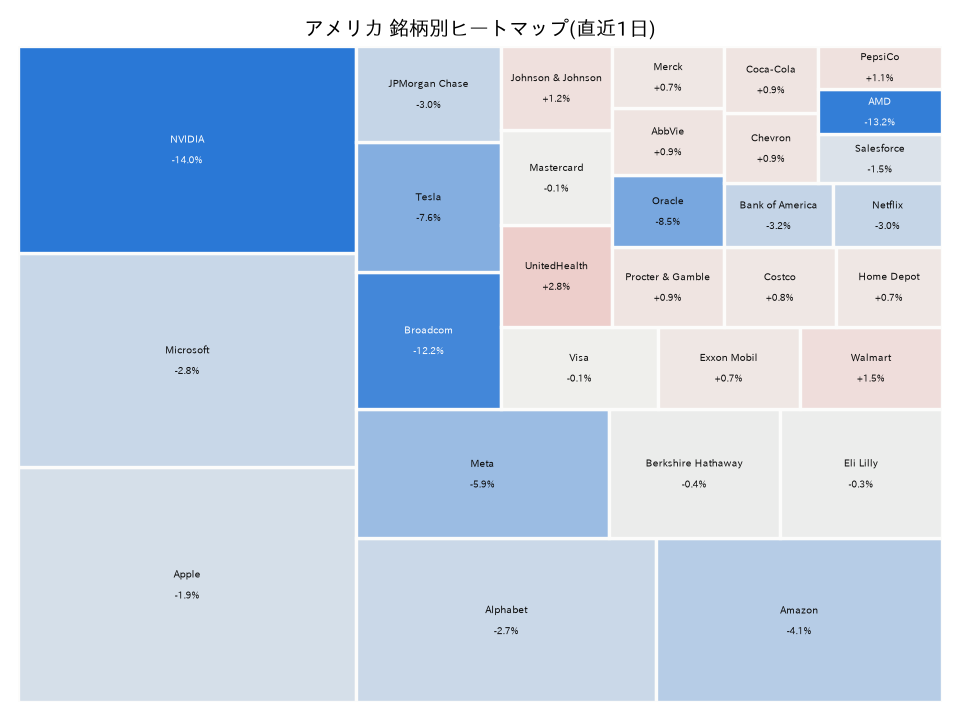 アメリカ 銘柄別ヒートマップ(直近1日)
NVIDIA
-14.0%
Microsoft
-2.8%
Apple
-1.9%
JPMorgan Chase
-3.0%
Tesla
-7.6%
Broadcom
-12.2%
Meta
-5.9%
Alphabet
-2.7%
Johnson & Johnson
+1.2%
Mastercard
-0.1%
UnitedHealth
+2.8%
Visa
-0.1%
Merck
+0.7%
AbbVie
+0.9%
Oracle
-8.5%
Procter & Gamble
+0.9%
Exxon Mobil
+0.7%
Berkshire Hathaway
-0.4%
Coca-Cola
+0.9%
Chevron
+0.9%
Bank of America
-3.2%
Costco
+0.8%
PepsiCo
+1.1%
AMD
-13.2%
Salesforce
-1.5%
Netflix
-3.0%
Home Depot
+0.7%
Walmart
+1.5%
Eli Lilly
-0.3%
Amazon
-4.1%